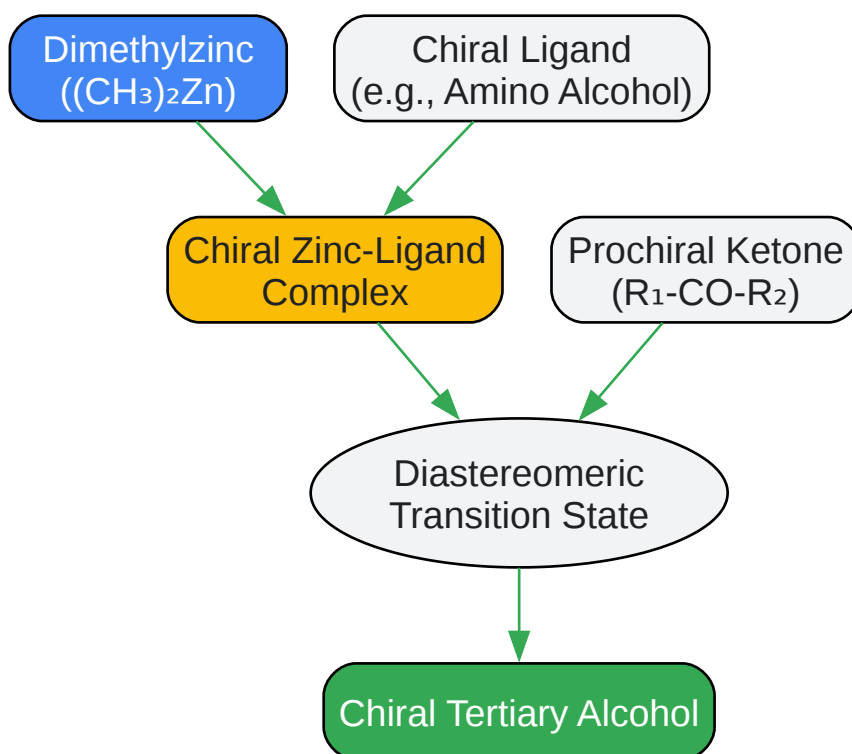 Dimethylzinc
((CH₃)₂Zn)
Chiral Ligand
(e.g., Amino Alcohol)
Chiral Zinc-Ligand
Complex
Prochiral Ketone
(R₁-CO-R₂)
Diastereomeric
Transition State
Chiral Tertiary Alcohol